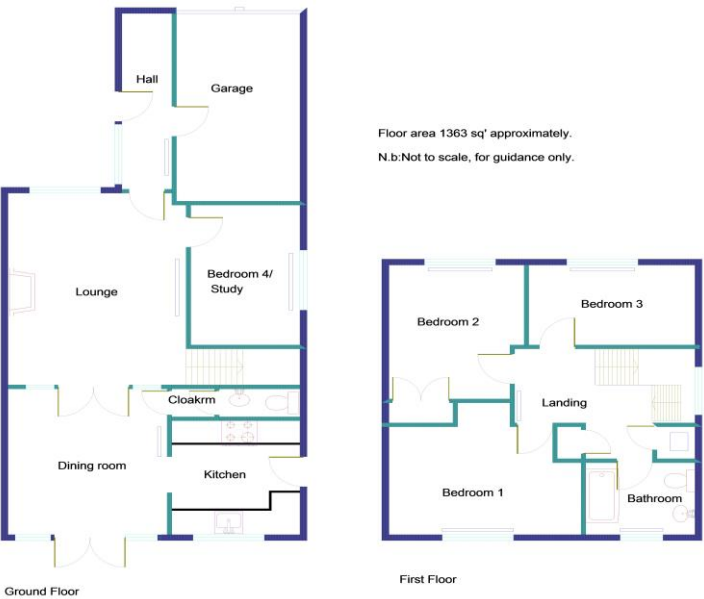 Hall
Garage
Floor area 1363 sq' approximately.
N.b:Not to scale, for guidance only.
Lounge
Bedroom 4/
Study
Cloakrm
Dining room
Kitchen
Ground Floor
Bedroom 2
Bedroom 3
Landing
Bedroom 1
Bathroom
First Floor